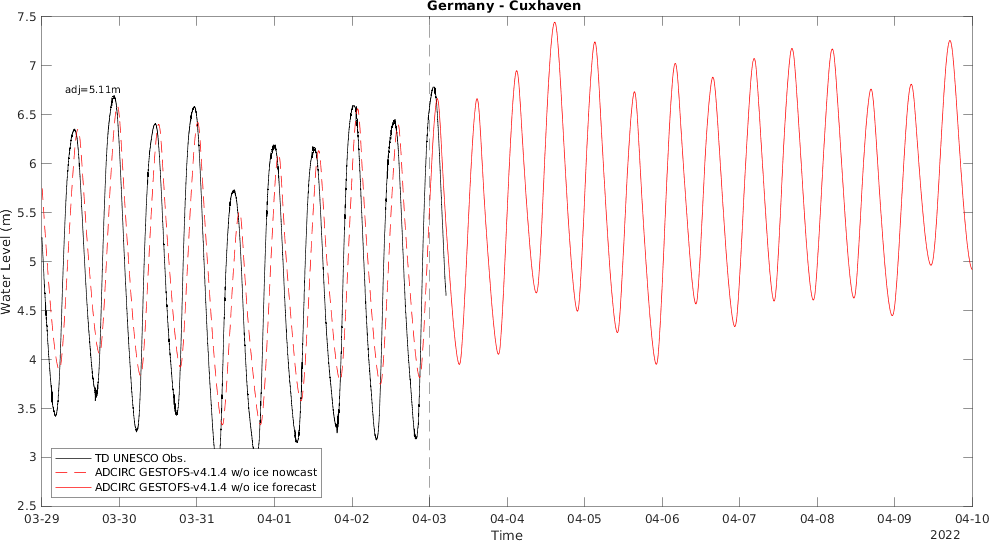 Germany - Cuxhaven
7.5
7
6.5
6
5.5
5
4.5
4
3.5
3
2.5
Water Level (m)
adj=5.11m
TD UNESCO Obs.
ADCIRC GESTOFS-v4.1.4 w/o ice nowcast
ADCIRC GESTOFS-v4.1.4 w/o ice forecast
03-29 03-30 03-31 04-01 04-02 04-03 04-04 04-05 04-06 04-07 04-08 04-09 04-10
Time
2022